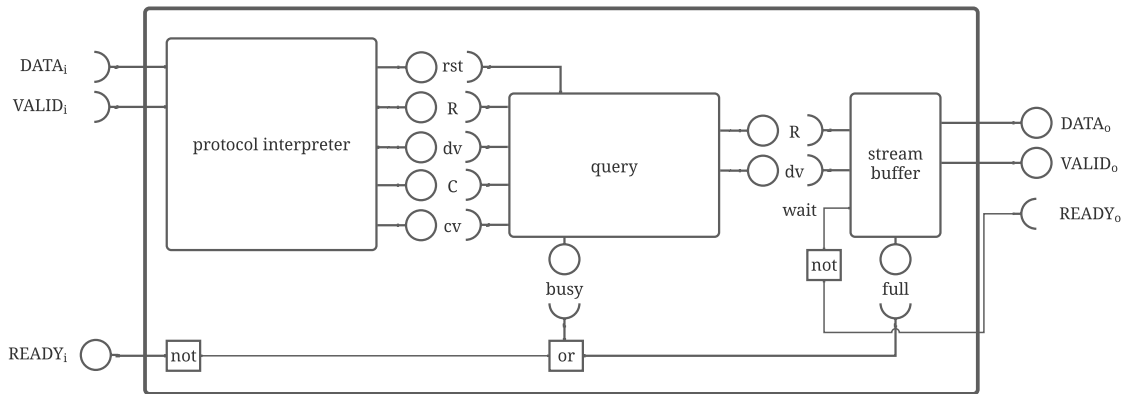 DATAi
VALIDi
protocol interpreter
rst
R
dv
C
cv
query
busy
R
dv
wait
not
stream
buffer
full
DATAo
VALIDo
READYo
READYi
not
or